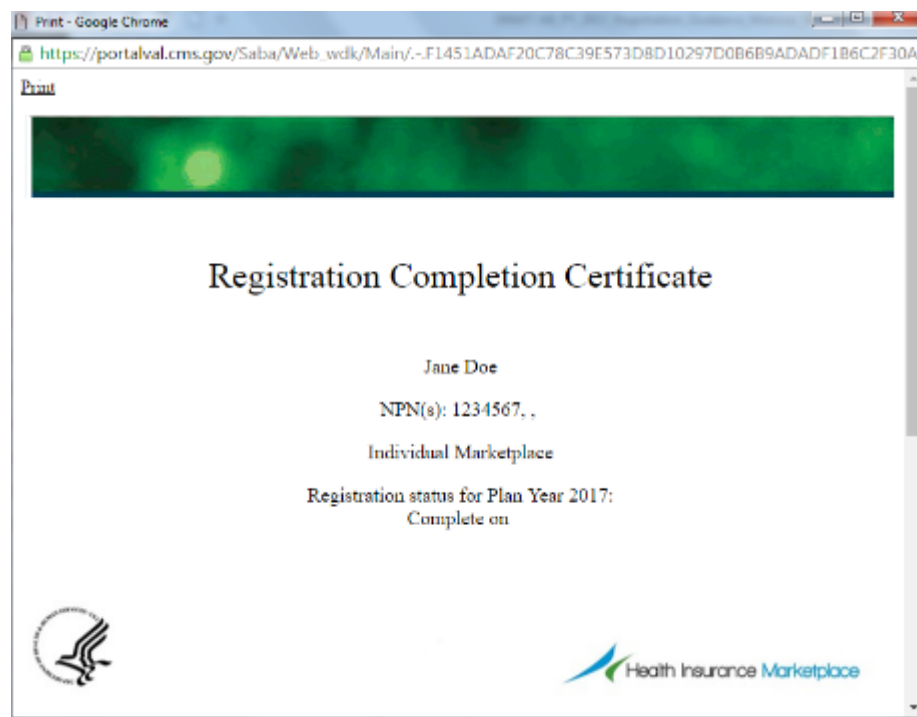 Print - Google Chrome
https://portalval.cms.gov/Saba/Web_wdk/Main/.-.F1451ADAF20C78C39E573D8D10297D0B6B9ADADF1B6C2F30A
Print
Registration Completion Certificate
Jane Doe
NPN(s): 1234567, ,
Individual Marketplace
Registration status for Plan Year 2017:
Complete on
Health Insurance Marketplace